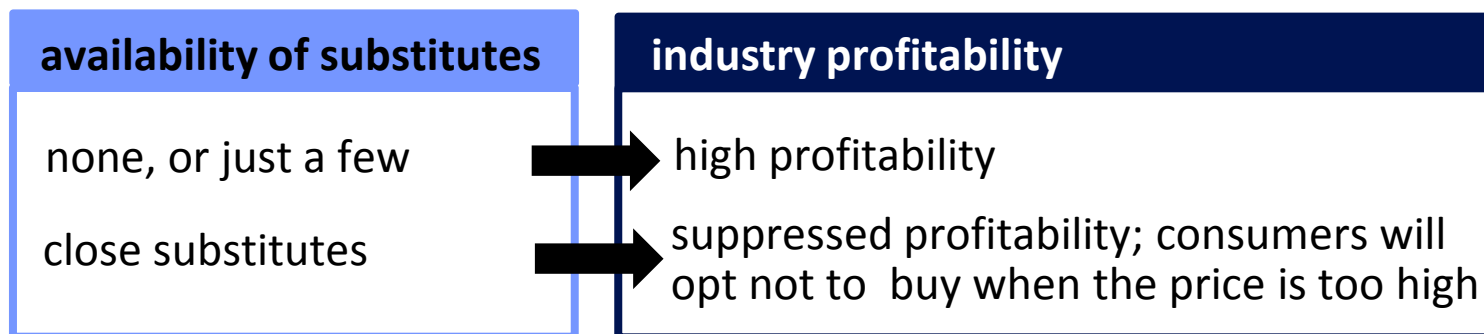 availability of substitutes
industry profitability
none, or just a few
high profitability
close substitutes
suppressed profitability; consumers will
opt not to  buy when the price is too high